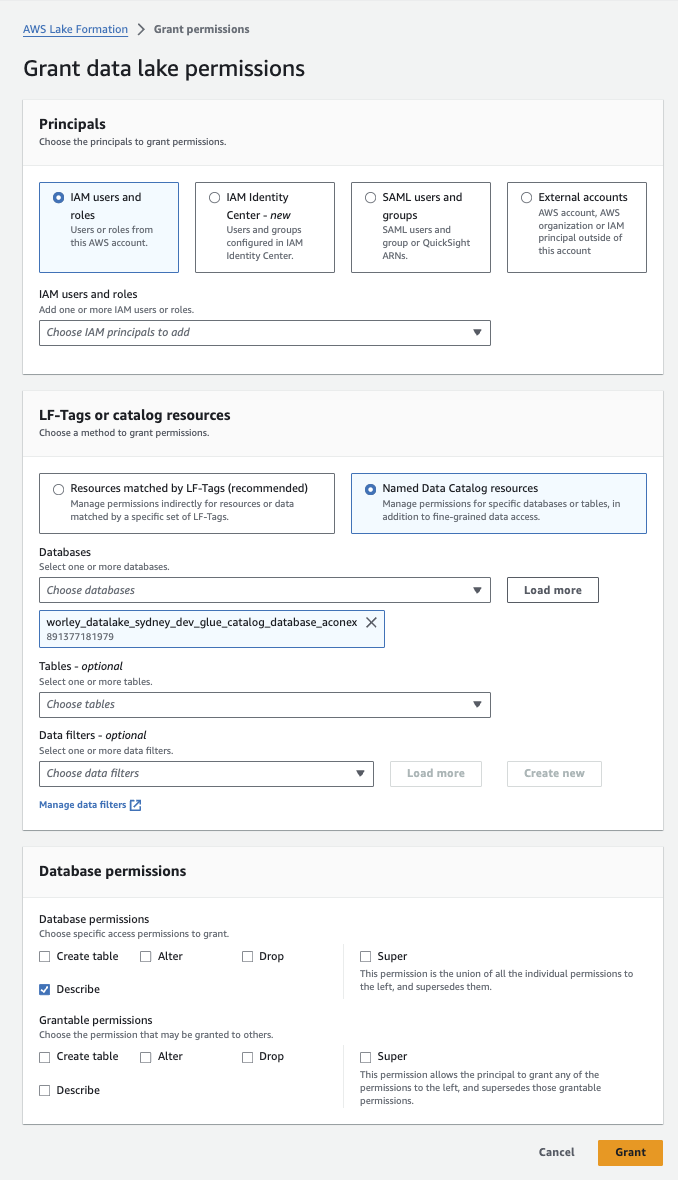 AWS Lake Formation > Grant permissions
Grant data lake permissions
Principals
Choose the principals to grant permissions.
IAM users and
roles
Users or roles from
this AWS account.
IAM Identity
Center - new
Users and groups
configured in IAM
Identity Center.
SAML users and
groups
SAML users and
group or QuickSight
ARNs.
External accounts
AWS account, AWS
organization or IAM
principal outside of
this account
IAM users and roles
Add one or more IAM users or roles.
Choose IAM principals to add
LF-Tags or catalog resources
Choose a method to grant permissions.
Resources matched by LF-Tags (recommended)
Manage permissions indirectly for resources or data
matched by a specific set of LF-Tags.
Named Data Catalog resources
Manage permissions for specific databases or tables, in
addition to fine-grained data access.
Databases
Select one or more databases.
Choose databases
Load more
worley_datalake_sydney_dev_glue_catalog_database_aconex
891377181979
Tables - optional
Select one or more tables.
Choose tables
Data filters - optional
Select one or more data filters.
Choose data filters
Load more
Create new
Manage data filters
Database permissions
Database permissions
Choose specific access permissions to grant.
Create table
Alter
Drop
Describe
Super
This permission is the union of all the individual permissions to
the left, and supersedes them.
Grantable permissions
Choose the permission that may be granted to others.
Create table
Alter
Drop
Describe
Super
This permission allows the principal to grant any of the
permissions to the left, and supersedes those grantable
permissions.
Cancel
Grant